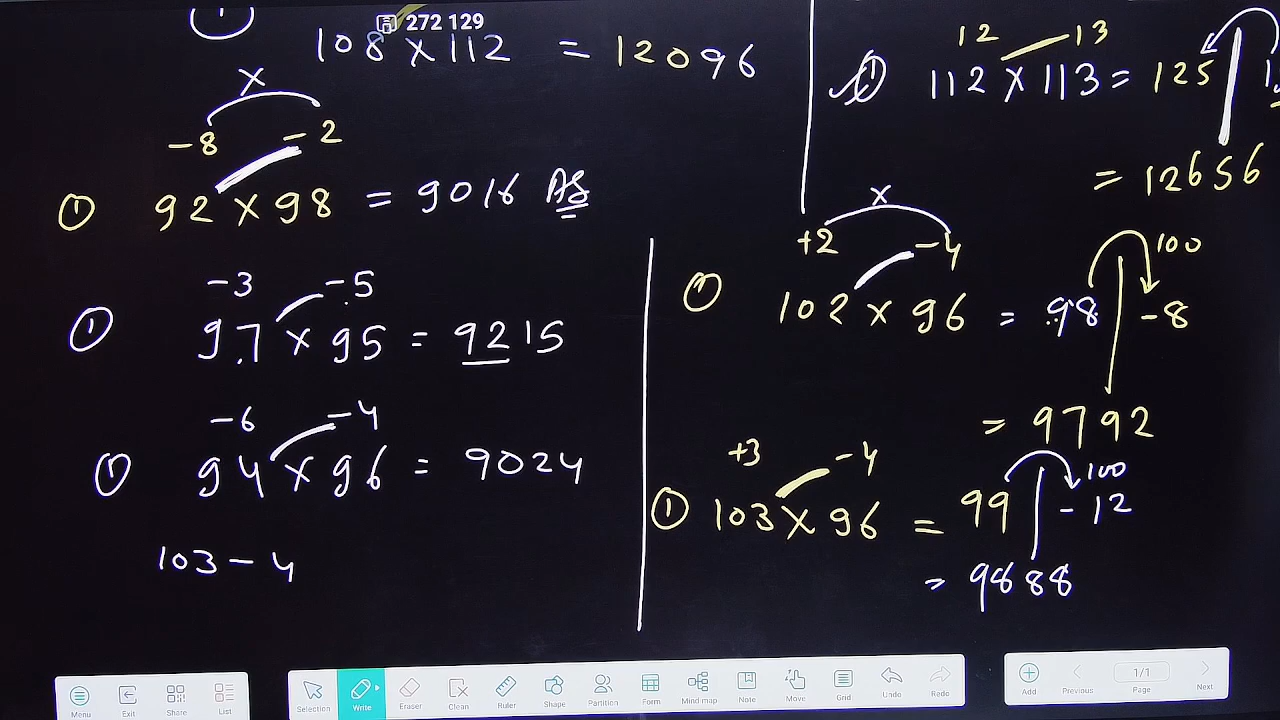 272 129
108 x 112 = 12096
x
-8 -2
① 92 x 98 = 9016 AS
-3 -5
① 97 x 95 = 9215
-6 -4
① 94 x 96 = 9024
103 - 4
12 13
① 112 x 113 = 125 | 1
= 12656
x
+2 -4
① 102 x 96 = 98 | -8
100
= 9792
+3 -4
① 103 x 96 = 99 | -12
100
= 9888
Menu Exit Share List
Selection Write Eraser Clean Ruler Shape Partition Form Mind map Note Move Grid Undo Redo
Add Previous 1/1 Page Next